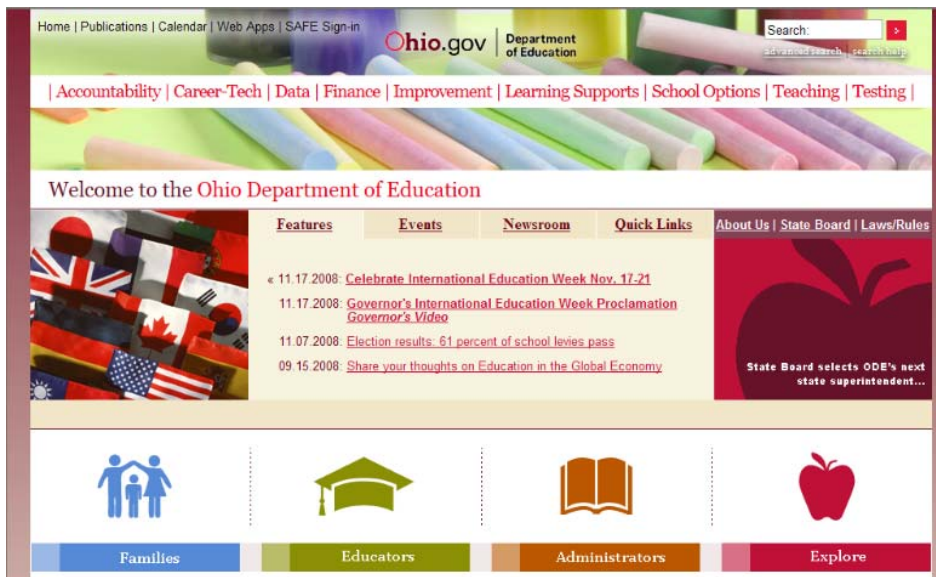 Home | Publications | Calendar | Web Apps | SAFE Sign-in
Ohio.gov | Department of Education
Search:
advanced search | search help
| Accountability | Career-Tech | Data | Finance | Improvement | Learning Supports | School Options | Teaching | Testing |
Welcome to the Ohio Department of Education
Features Events Newsroom Quick Links About Us | State Board | Laws/Rules
« 11.17.2008: Celebrate International Education Week Nov. 17-21
11.17.2008: Governor's International Education Week Proclamation
Governor's Video
11.07.2008: Election results: 61 percent of school levies pass
09.15.2008: Share your thoughts on Education in the Global Economy
State Board selects ODE's next
state superintendent...
Families Educators Administrators Explore